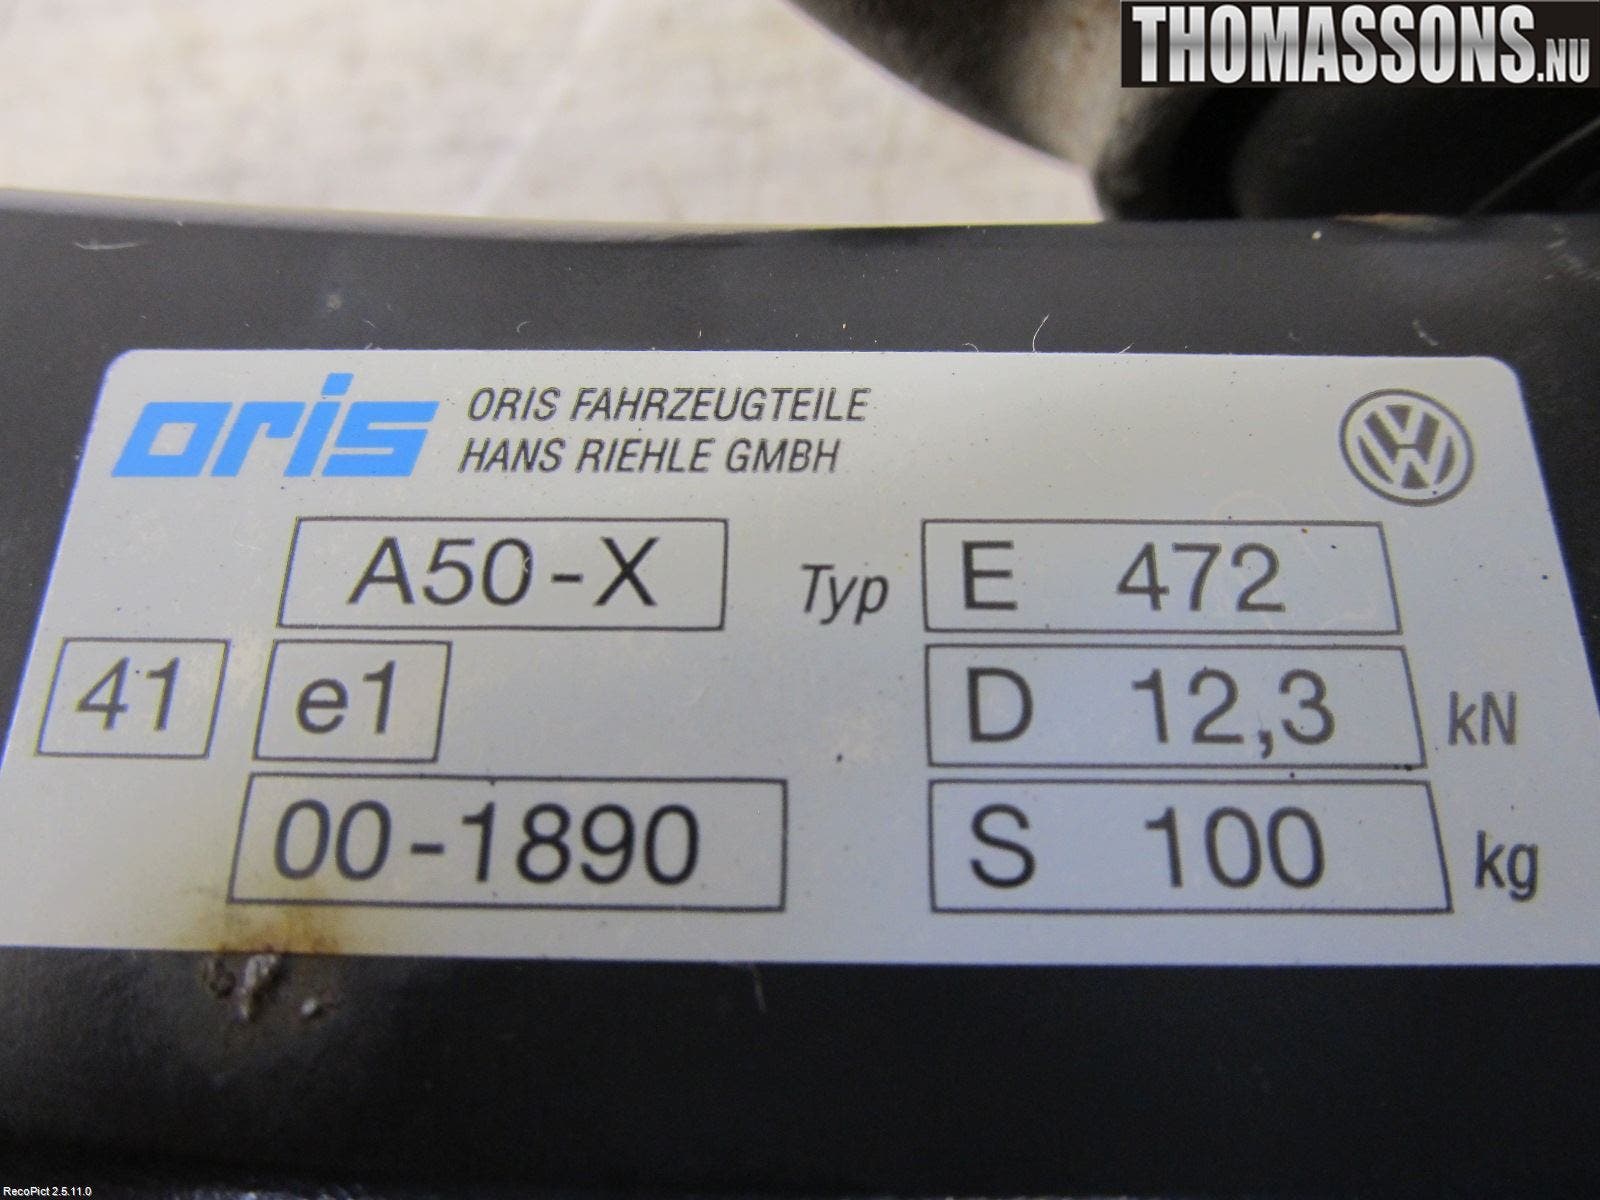 THOMASSONS.NU
oris ORIS FAHRZEUGTEILE
HANS RIEHLE GMBH
A50-X Typ E 472
41 e1 D 12,3 kN
00-1890 S 100 kg
RecoPict 2.5.11.0